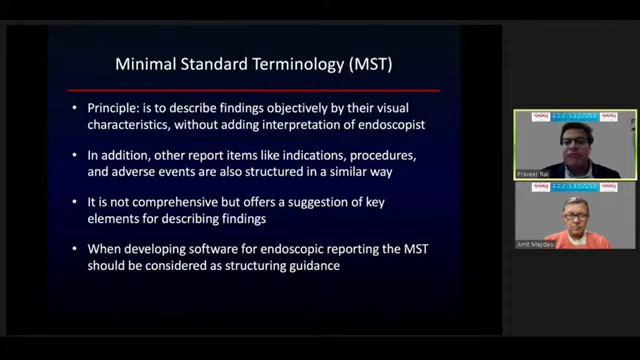 Minimal Standard Terminology (MST)
• Principle: is to describe findings objectively by their visual
characteristics, without adding interpretation of endoscopist
• In addition, other report items like indications, procedures,
and adverse events are also structured in a similar way
• It is not comprehensive but offers a suggestion of key
elements for describing findings
• When developing software for endoscopic reporting the MST
should be considered as structuring guidance
Praveer Rai
Amit Maydeo